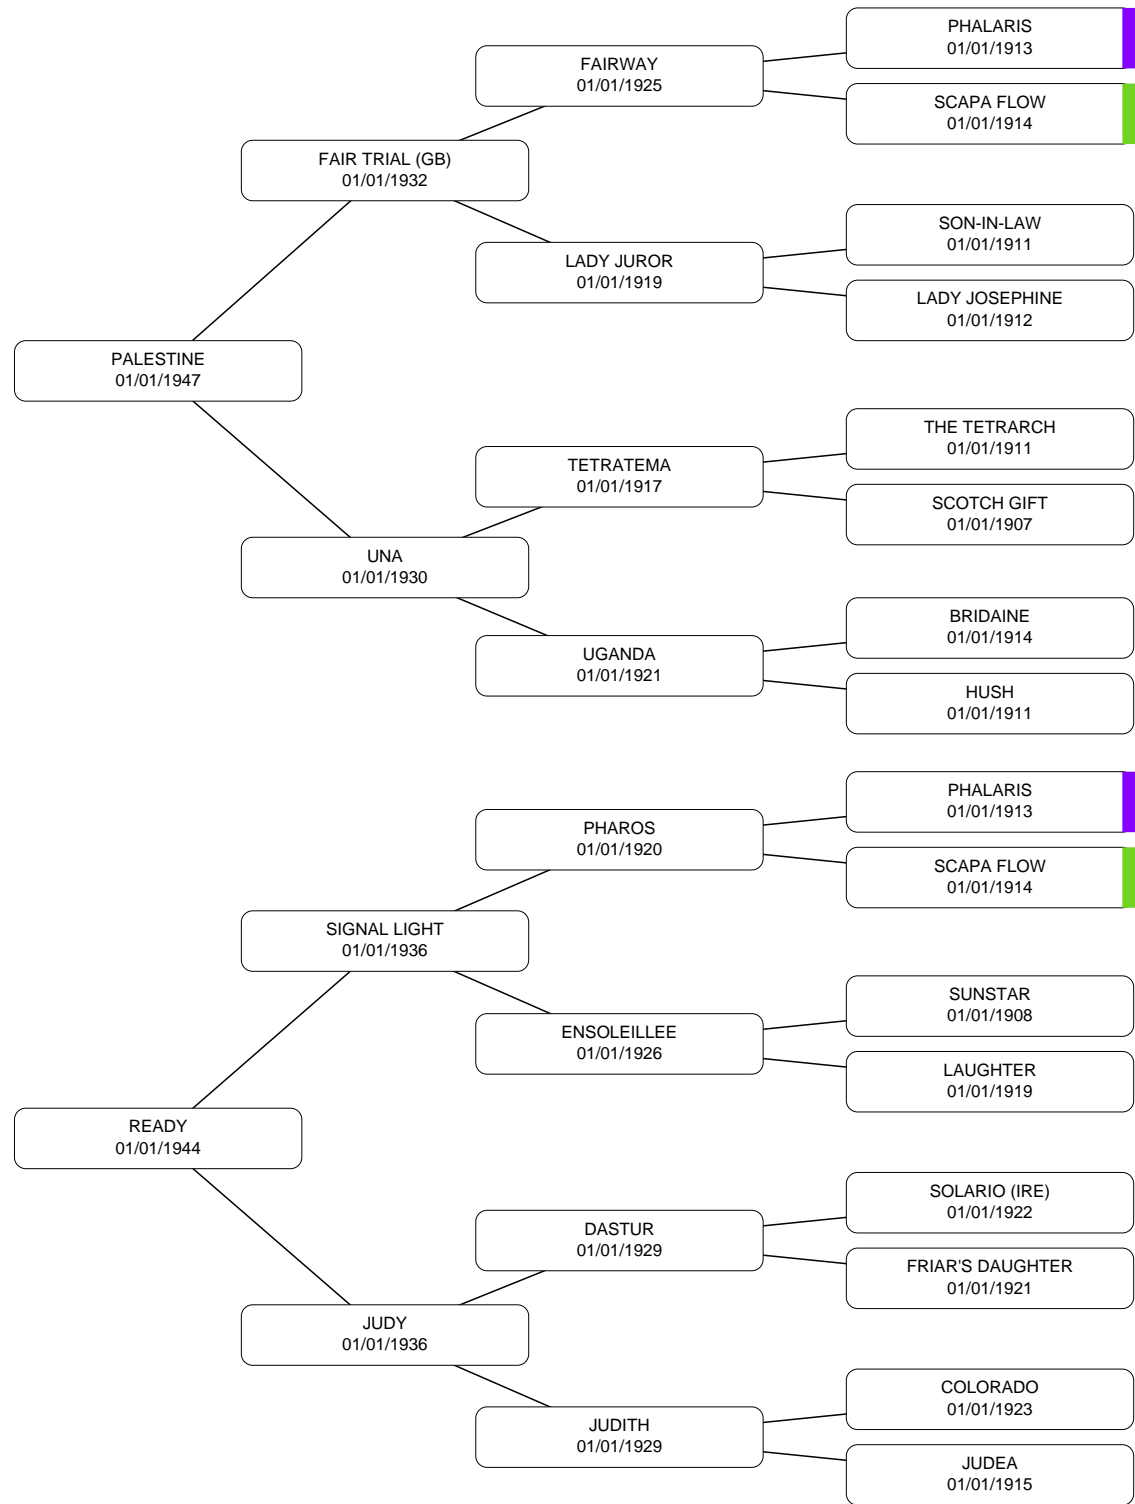 PHALARIS
01/01/1913
FAIRWAY
01/01/1925
SCAPA FLOW
01/01/1914
FAIR TRIAL (GB)
01/01/1932
SON-IN-LAW
01/01/1911
LADY JUROR
01/01/1919
LADY JOSEPHINE
01/01/1912
PALESTINE
01/01/1947
THE TETRARCH
01/01/1911
TETRATEMA
01/01/1917
SCOTCH GIFT
01/01/1907
UNA
01/01/1930
BRIDAINE
01/01/1914
UGANDA
01/01/1921
HUSH
01/01/1911
PHALARIS
01/01/1913
PHAROS
01/01/1920
SCAPA FLOW
01/01/1914
SIGNAL LIGHT
01/01/1936
SUNSTAR
01/01/1908
ENSOLEILLEE
01/01/1926
LAUGHTER
01/01/1919
READY
01/01/1944
SOLARIO (IRE)
01/01/1922
DASTUR
01/01/1929
FRIAR'S DAUGHTER
01/01/1921
JUDY
01/01/1936
COLORADO
01/01/1923
JUDITH
01/01/1929
JUDEA
01/01/1915